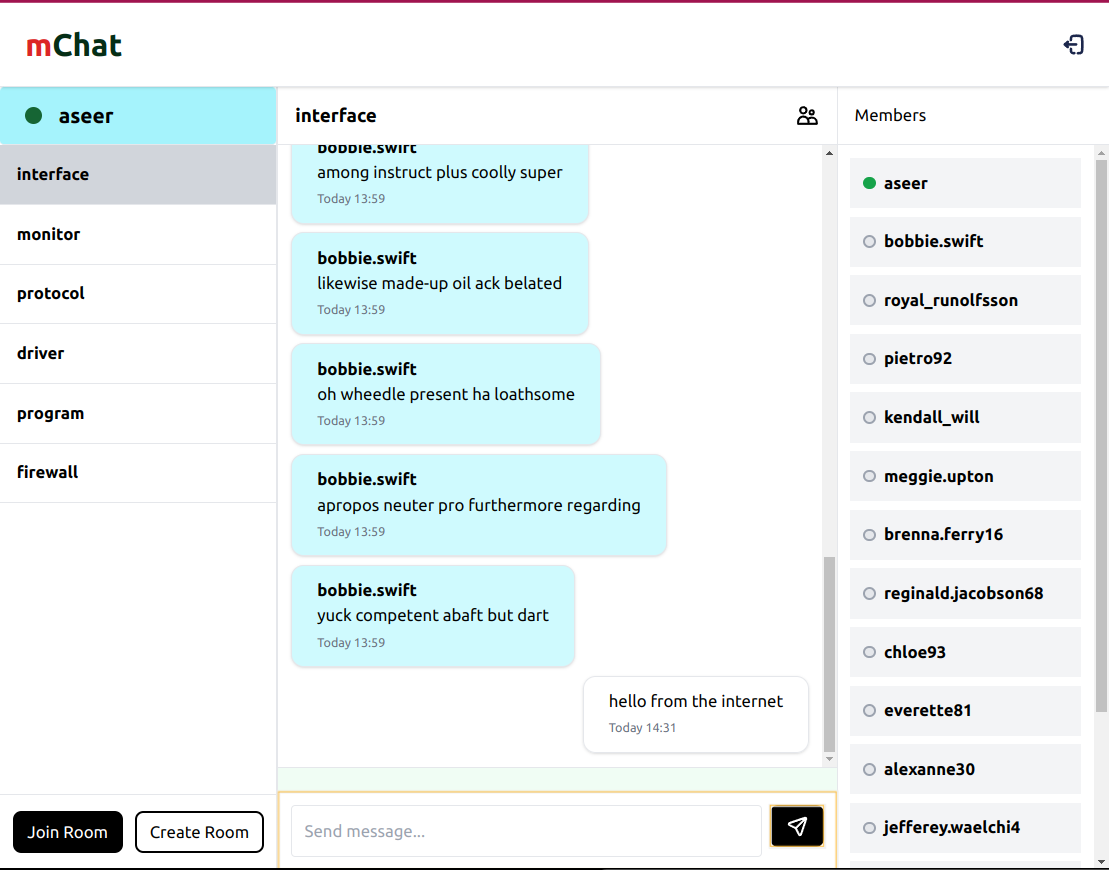 mChat
aseer
interface
monitor
protocol
driver
program
firewall
Join Room
Create Room
interface
bobbie.swift
among instruct plus coolly super
Today 13:59
bobbie.swift
likewise made-up oil ack belated
Today 13:59
bobbie.swift
oh wheedle present ha loathsome
Today 13:59
bobbie.swift
apropos neuter pro furthermore regarding
Today 13:59
bobbie.swift
yuck competent abaft but dart
Today 13:59
hello from the internet
Today 14:31
Send message...
Members
aseer
bobbie.swift
royal_runolfsson
pietro92
kendall_will
meggie.upton
brenna.ferry16
reginald.jacobson68
chloe93
everette81
alexanne30
jefferey.waelchi4